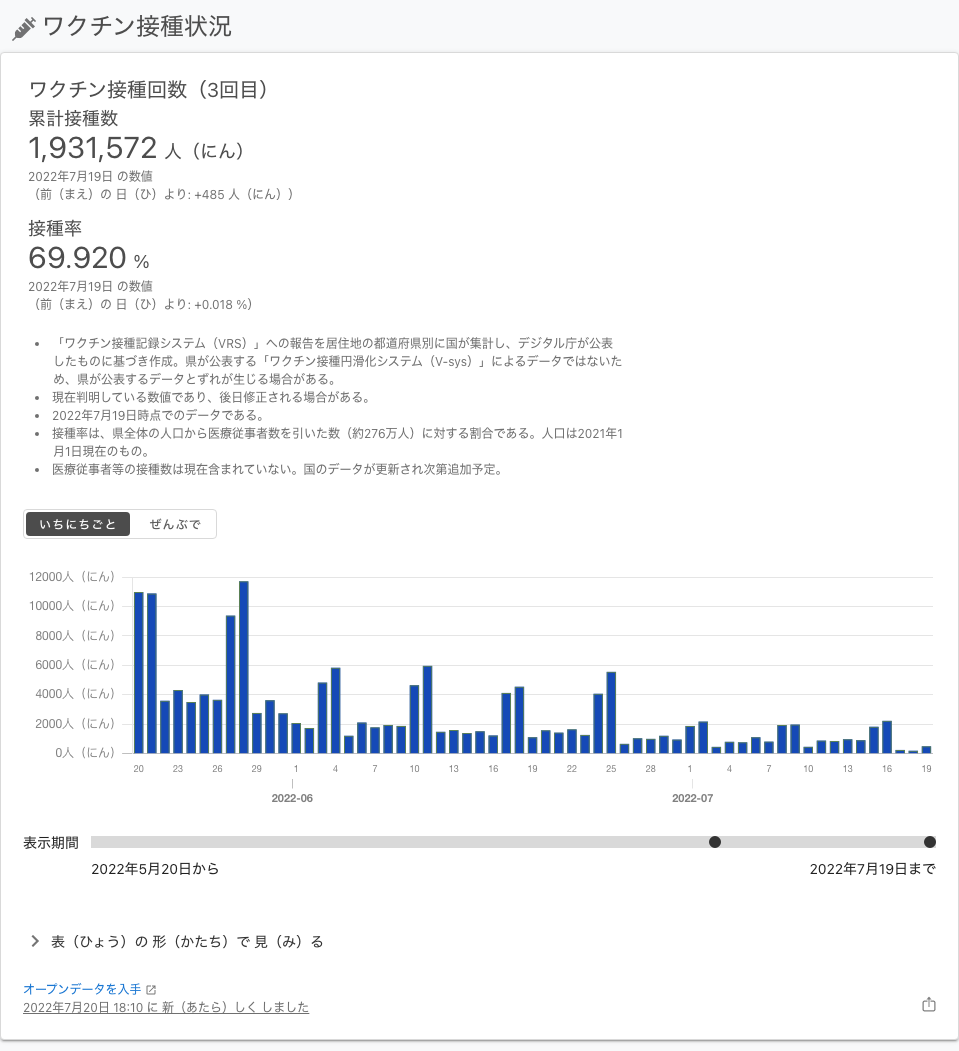 ワクチン接種状況
ワクチン接種回数（3回目）
累計接種数
1,931,572 人（にん）
2022年7月19日 の数値
（前（まえ）の 日（ひ）より: +485 人（にん））
接種率
69.920 %
2022年7月19日 の数値
（前（まえ）の 日（ひ）より: +0.018 %）
• 「ワクチン接種記録システム（VRS）」への報告を居住地の都道府県別に国が集計し、デジタル庁が公表
したものに基づき作成。県が公表する「ワクチン接種円滑化システム（V-sys）」によるデータではないた
め、県が公表するデータとずれが生じる場合がある。
• 現在判明している数値であり、後日修正される場合がある。
• 2022年7月19日時点でのデータである。
• 接種率は、県全体の人口から医療従事者数を引いた数（約276万人）に対する割合である。人口は2021年1
月1日現在のもの。
• 医療従事者等の接種数は現在含まれていない。国のデータが更新され次第追加予定。
いちにちごと ぜんぶで
12000人（にん）
10000人（にん）
8000人（にん）
6000人（にん）
4000人（にん）
2000人（にん）
0人（にん）
20 23 26 29 1 4 7 10 13 16 19 22 25 28 1 4 7 10 13 16 19
2022-06 2022-07
表示期間
2022年5月20日から 2022年7月19日まで
表（ひょう）の 形（かたち）で 見（み）る
オープンデータを入手
2022年7月20日 18:10 に 新（あたら）しく しました